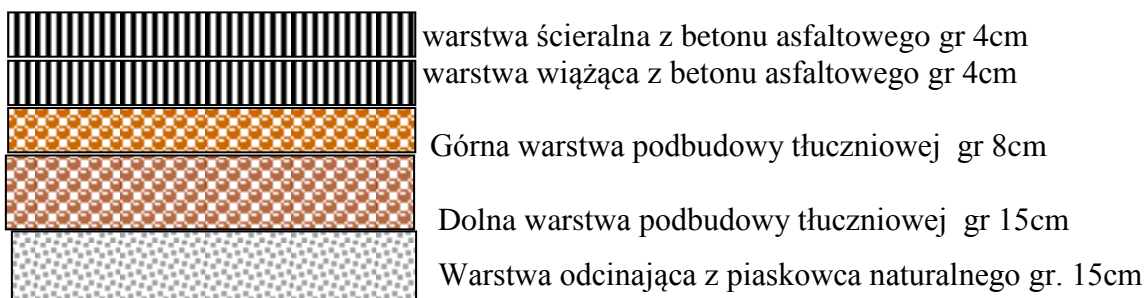 warstwa ścieralna z betonu asfaltowego gr 4cm
warstwa wiążąca z betonu asfaltowego gr 4cm
Górna warstwa podbudowy tłuczniowej gr 8cm
Dolna warstwa podbudowy tłuczniowej gr 15cm
Warstwa odcinająca z piaskowca naturalnego gr. 15cm